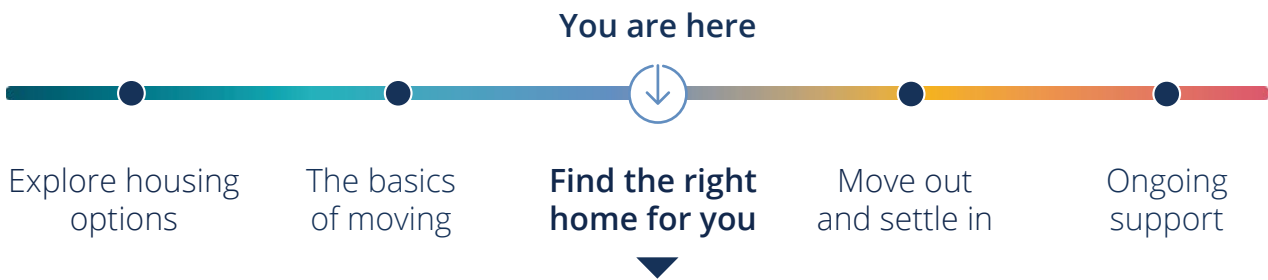 You are here
Explore housing
options
The basics
of moving
Find the right
home for you
Move out
and settle in
Ongoing
support